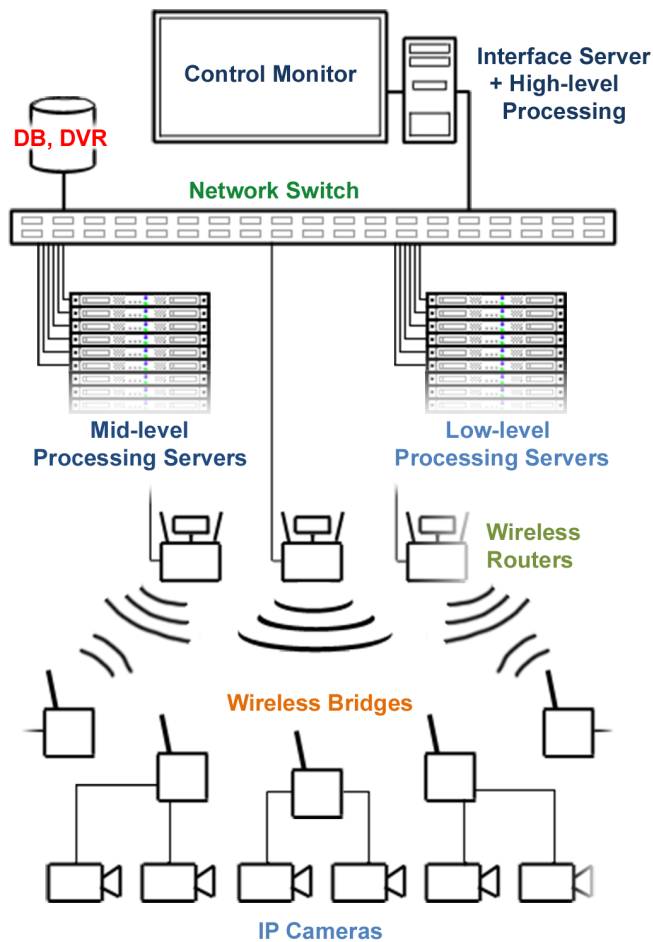 Control Monitor
Interface Server
+ High-level
Processing
DB, DVR
Network Switch
Mid-level
Processing Servers
Low-level
Processing Servers
Wireless
Routers
Wireless Bridges
IP Cameras